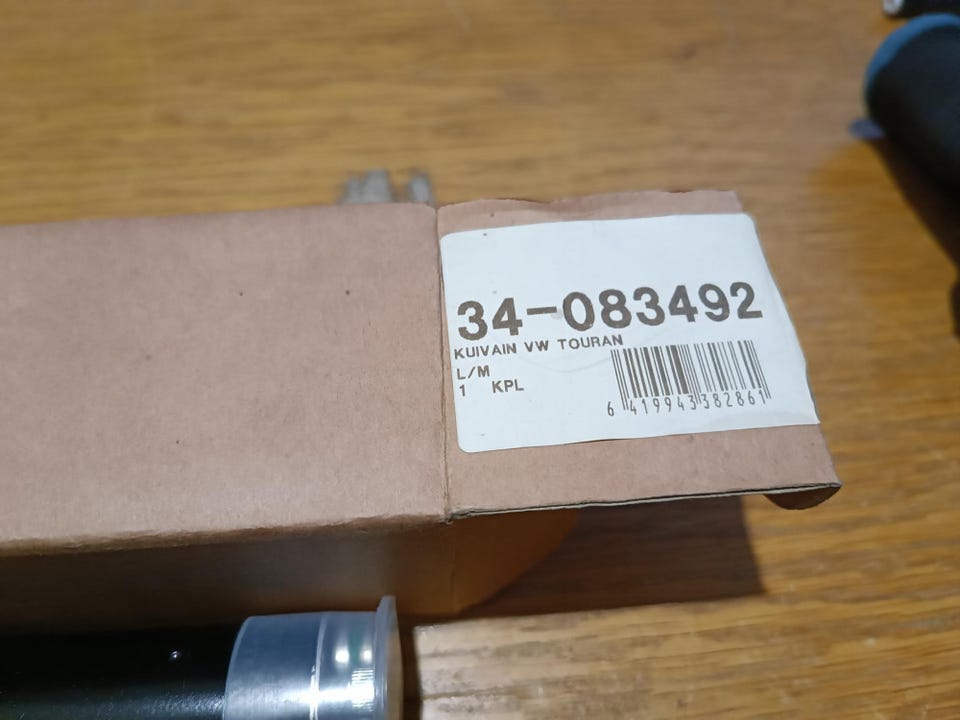 34-083492
KUIVAIN VW TOURAN
L/M
1 KPL
6 419943 382861